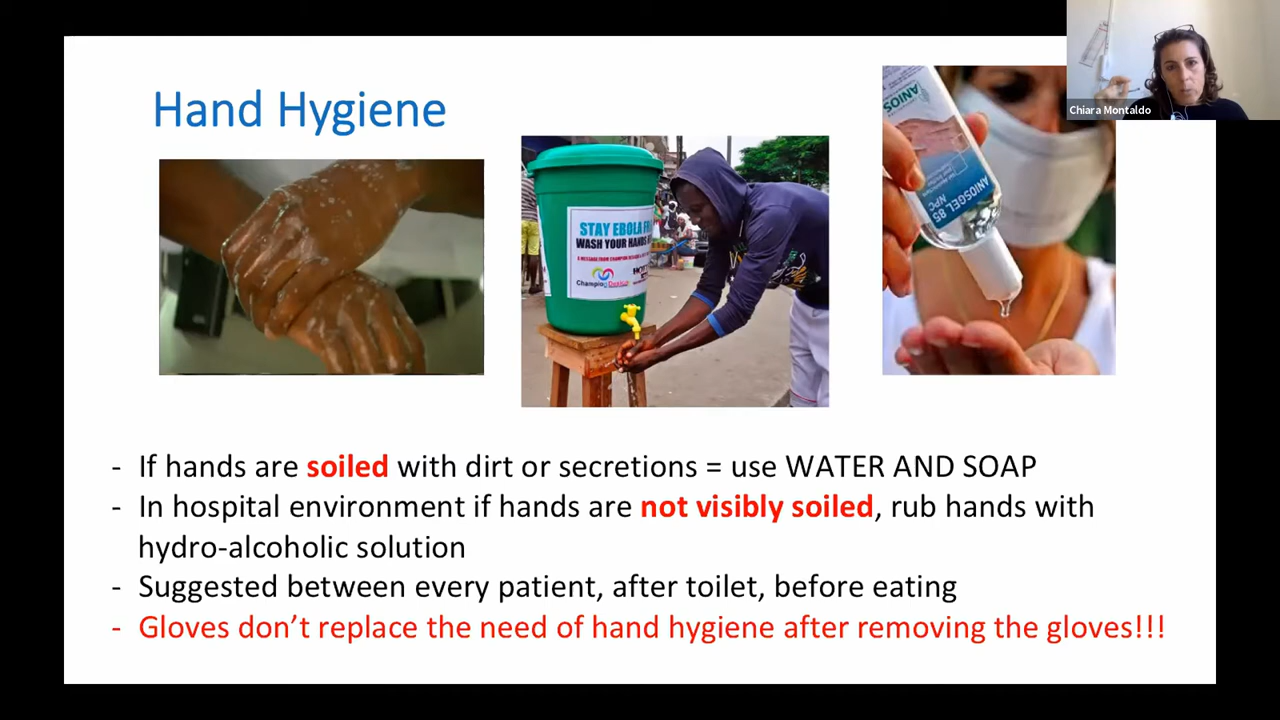 Chiara Montaldo
Hand Hygiene
STAY EBOLA FR
WASH YOUR HANDS
A MESSAGE FROM CHAMPION
Champion
ANIOS
ANIOSGEL 85
NPC
- If hands are soiled with dirt or secretions = use WATER AND SOAP
- In hospital environment if hands are not visibly soiled, rub hands with
hydro-alcoholic solution
- Suggested between every patient, after toilet, before eating
- Gloves don’t replace the need of hand hygiene after removing the gloves!!!